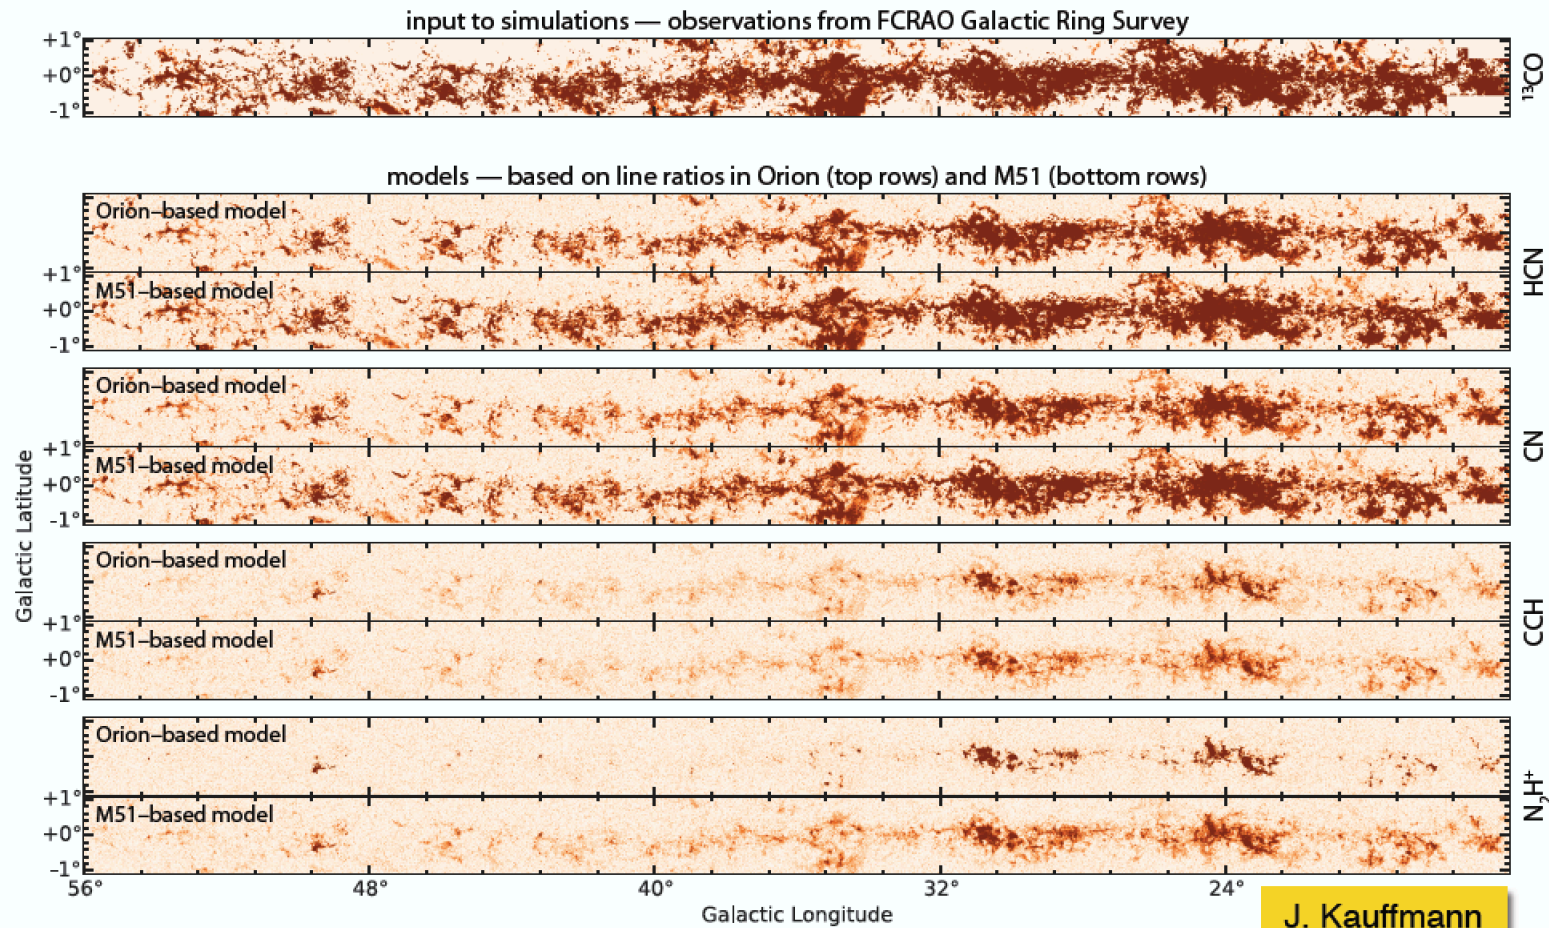 input to simulations — observations from FCRAO Galactic Ring Survey
+1°
+0°
-1°
¹³CO
models — based on line ratios in Orion (top rows) and M51 (bottom rows)
Orion–based model
+1°
M51–based model
+0°
-1°
HCN
Orion–based model
+1°
M51–based model
+0°
-1°
CN
Galactic Latitude
Orion–based model
+1°
M51–based model
+0°
-1°
CCH
Orion–based model
+1°
M51–based model
+0°
-1°
N₂H⁺
56° 48° 40° 32° 24°
Galactic Longitude
J. Kauffmann